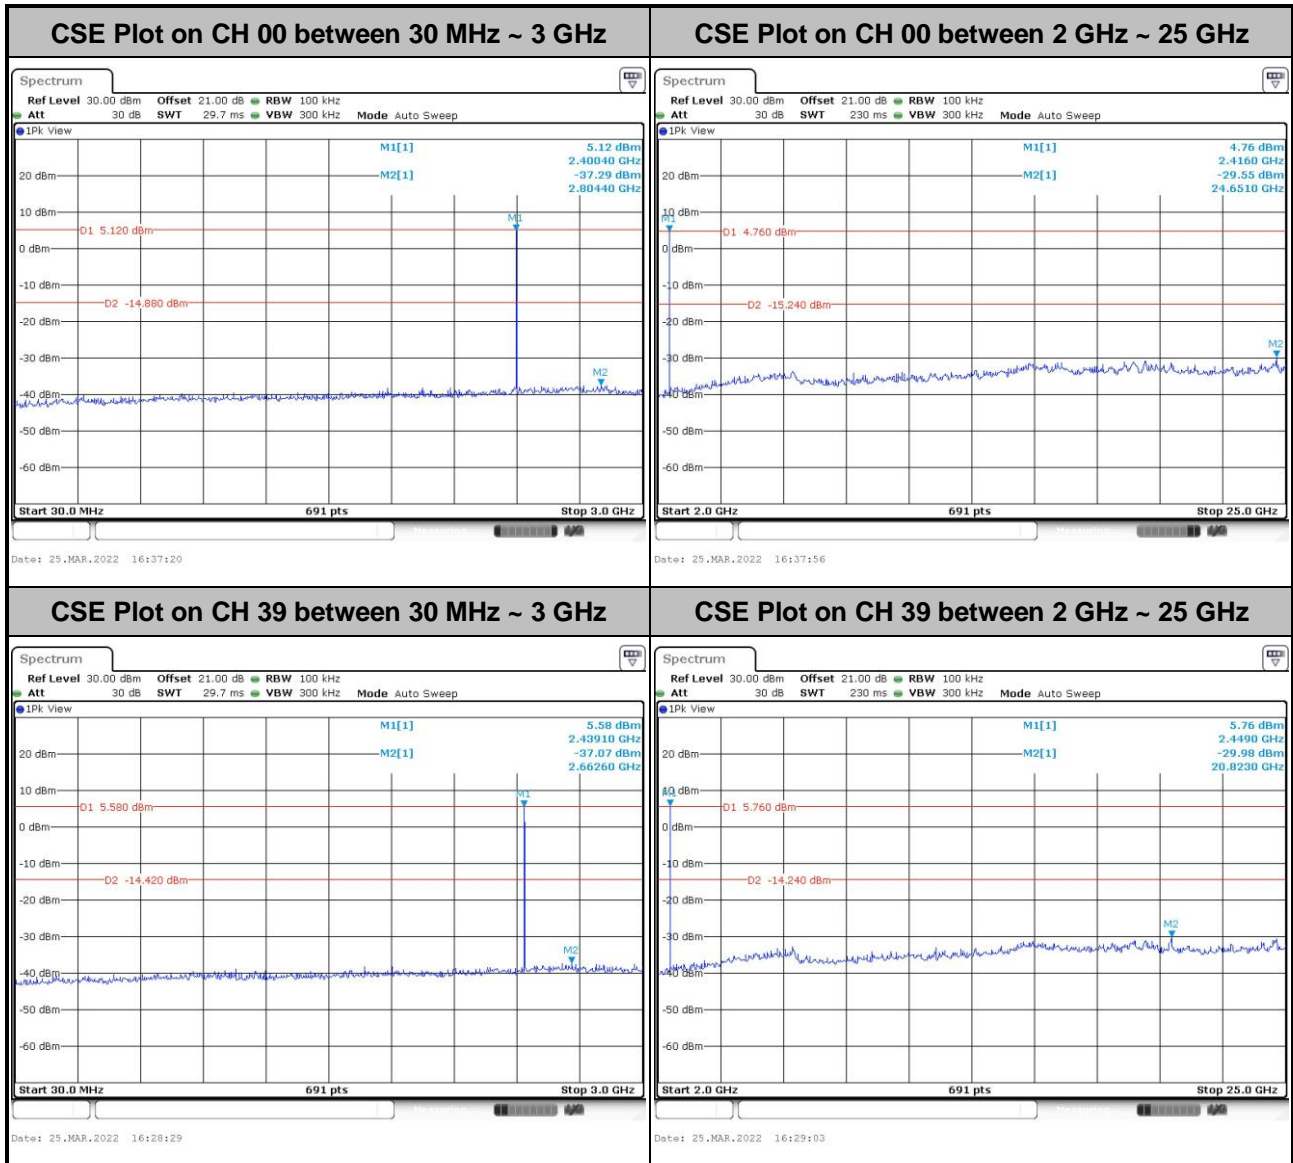 CSE Plot on CH 00 between 30 MHz ~ 3 GHz
Spectrum
Ref Level 30.00 dBm Offset 21.00 dB RBW 100 kHz
Att 30 dB SWT 29.7 ms VBW 300 kHz Mode Auto Sweep
1Pk View
M1[1] 5.12 dBm
2.40040 GHz
20 dBm M2[1] -37.29 dBm
2.80440 GHz
10 dBm
M1
D1 5.120 dBm
0 dBm
-10 dBm
D2 -14.880 dBm
-20 dBm
-30 dBm
M2
-40 dBm
-50 dBm
-60 dBm
Start 30.0 MHz 691 pts Stop 3.0 GHz
Date: 25.MAR.2022 16:37:20
CSE Plot on CH 00 between 2 GHz ~ 25 GHz
Spectrum
Ref Level 30.00 dBm Offset 21.00 dB RBW 100 kHz
Att 30 dB SWT 230 ms VBW 300 kHz Mode Auto Sweep
1Pk View
M1[1] 4.76 dBm
2.4160 GHz
20 dBm M2[1] -29.55 dBm
24.6510 GHz
10 dBm
M1
D1 4.760 dBm
0 dBm
-10 dBm
D2 -15.240 dBm
-20 dBm
M2
-30 dBm
-40 dBm
-50 dBm
-60 dBm
Start 2.0 GHz 691 pts Stop 25.0 GHz
Date: 25.MAR.2022 16:37:56
CSE Plot on CH 39 between 30 MHz ~ 3 GHz
Spectrum
Ref Level 30.00 dBm Offset 21.00 dB RBW 100 kHz
Att 30 dB SWT 29.7 ms VBW 300 kHz Mode Auto Sweep
1Pk View
M1[1] 5.58 dBm
2.43910 GHz
20 dBm M2[1] -37.07 dBm
2.66260 GHz
10 dBm
M1
D1 5.580 dBm
0 dBm
-10 dBm
D2 -14.420 dBm
-20 dBm
-30 dBm
M2
-40 dBm
-50 dBm
-60 dBm
Start 30.0 MHz 691 pts Stop 3.0 GHz
Date: 25.MAR.2022 16:28:29
CSE Plot on CH 39 between 2 GHz ~ 25 GHz
Spectrum
Ref Level 30.00 dBm Offset 21.00 dB RBW 100 kHz
Att 30 dB SWT 230 ms VBW 300 kHz Mode Auto Sweep
1Pk View
M1[1] 5.76 dBm
2.4490 GHz
20 dBm M2[1] -29.98 dBm
20.8230 GHz
10 dBm
M1
D1 5.760 dBm
0 dBm
-10 dBm
D2 -14.240 dBm
-20 dBm
M2
-30 dBm
-40 dBm
-50 dBm
-60 dBm
Start 2.0 GHz 691 pts Stop 25.0 GHz
Date: 25.MAR.2022 16:29:03